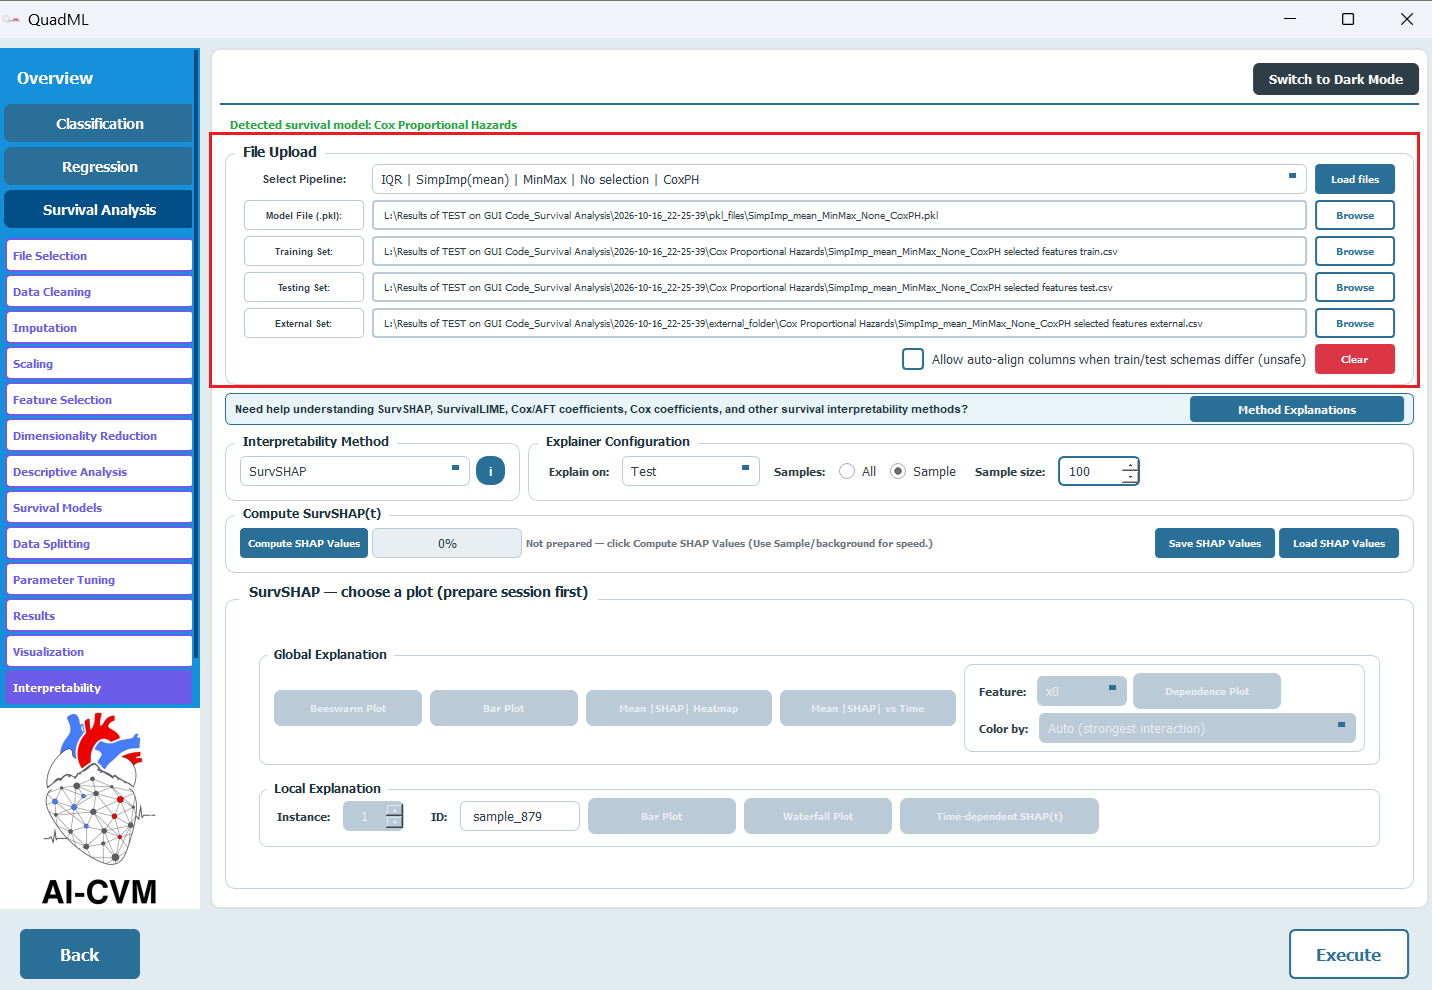 QuadML
Overview
Classification
Regression
Survival Analysis
File Selection
Data Cleaning
Imputation
Scaling
Feature Selection
Dimensionality Reduction
Descriptive Analysis
Survival Models
Data Splitting
Parameter Tuning
Results
Visualization
Interpretability
AI-CVM
Back
Switch to Dark Mode
Detected survival model: Cox Proportional Hazards
File Upload
Select Pipeline: IQR | SimpImp(mean) | MinMax | No selection | CoxPH Load files
Model File (.pkl): L:\Results of TEST on GUI Code_Survival Analysis\2026-10-16_22-25-39\pkl_files\SimpImp_mean_MinMax_None_CoxPH.pkl Browse
Training Set: L:\Results of TEST on GUI Code_Survival Analysis\2026-10-16_22-25-39\Cox Proportional Hazards\SimpImp_mean_MinMax_None_CoxPH selected features train.csv Browse
Testing Set: L:\Results of TEST on GUI Code_Survival Analysis\2026-10-16_22-25-39\Cox Proportional Hazards\SimpImp_mean_MinMax_None_CoxPH selected features test.csv Browse
External Set: L:\Results of TEST on GUI Code_Survival Analysis\2026-10-16_22-25-39\external_folder\Cox Proportional Hazards\SimpImp_mean_MinMax_None_CoxPH selected features external.csv Browse
Allow auto-align columns when train/test schemas differ (unsafe) Clear
Need help understanding SurvSHAP, SurvivalLIME, Cox/AFT coefficients, Cox coefficients, and other survival interpretability methods? Method Explanations
Interpretability Method
SurvSHAP i
Explainer Configuration
Explain on: Test Samples: All Sample Sample size: 100
Compute SurvSHAP(t)
Compute SHAP Values 0% Not prepared — click Compute SHAP Values (Use Sample/background for speed.) Save SHAP Values Load SHAP Values
SurvSHAP — choose a plot (prepare session first)
Global Explanation
Beeswarm Plot Bar Plot Mean |SHAP| Heatmap Mean |SHAP| vs Time
Feature: x0 Dependence Plot
Color by: Auto (strongest interaction)
Local Explanation
Instance: 1 ID: sample_879 Bar Plot Waterfall Plot Time-dependent SHAP(t)
Execute